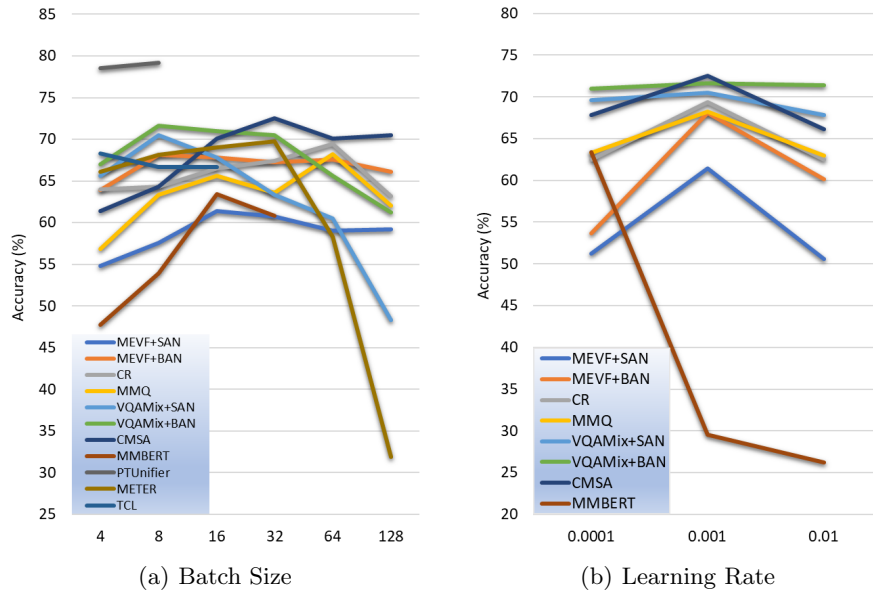 85
80
75
70
65
60
55
50
45
40
35
30
25
Accuracy (%)
MEVF+SAN
MEVF+BAN
CR
MMQ
VQAMix+SAN
VQAMix+BAN
CMSA
MMBERT
PTUnifier
METER
TCL
4 8 16 32 64 128
(a) Batch Size
80
75
70
65
60
55
50
45
40
35
30
25
20
Accuracy (%)
MEVF+SAN
MEVF+BAN
CR
MMQ
VQAMix+SAN
VQAMix+BAN
CMSA
MMBERT
0.0001 0.001 0.01
(b) Learning Rate